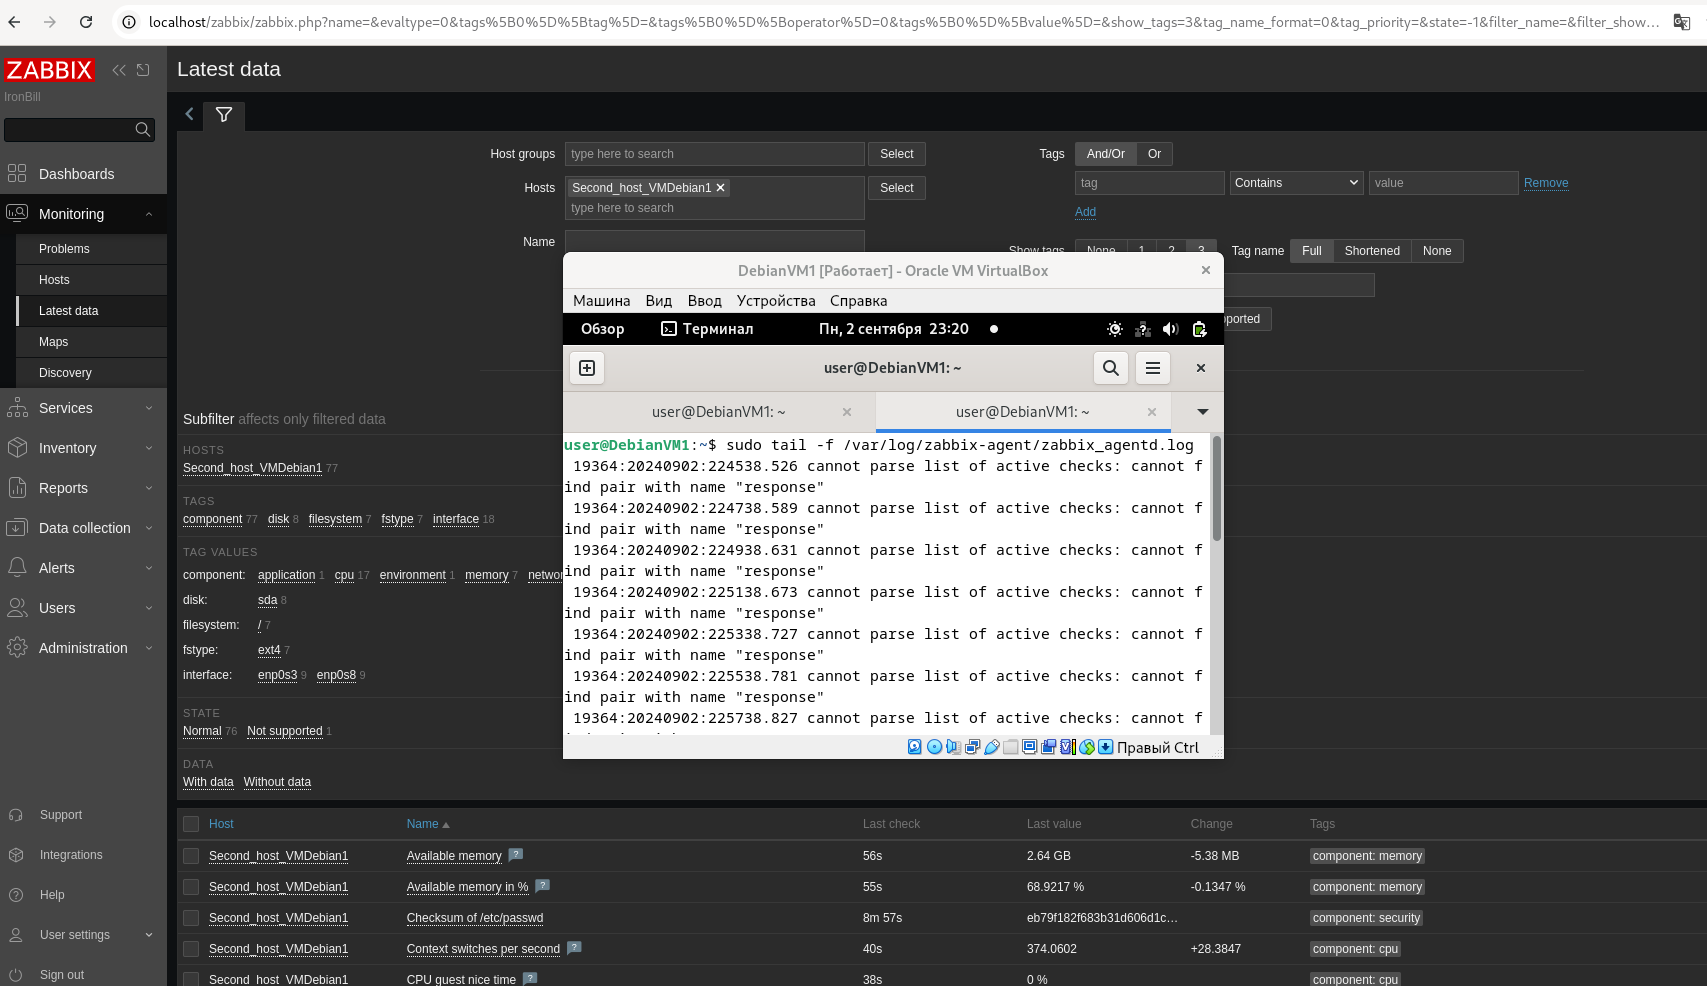 localhost/zabbix/zabbix.php?name=&evaltype=0&tags%5B0%5D%5Btag%5D=&tags%5B0%5D%5Boperator%5D=0&tags%5B0%5D%5Bvalue%5D=&show_tags=3&tag_name_format=0&tag_priority=&state=-1&filter_name=&filter_show…
ZABBIX
IronBill
Dashboards
Monitoring
Problems
Hosts
Latest data
Maps
Discovery
Services
Inventory
Reports
Data collection
Alerts
Users
Administration
Support
Integrations
Help
User settings
Sign out
Latest data
Host groups type here to search Select
Hosts Second_host_VMDebian1 Select
type here to search
Name
Tags And/Or Or
tag Contains value Remove
Add
Show tags None 1 2 3 Tag name Full Shortened None
DebianVM1 [Работает] - Oracle VM VirtualBox
Машина Вид Ввод Устройства Справка
Обзор Терминал Пн, 2 сентября 23:20
user@DebianVM1: ~
user@DebianVM1: ~ user@DebianVM1: ~
user@DebianVM1:~$ sudo tail -f /var/log/zabbix-agent/zabbix_agentd.log
19364:20240902:224538.526 cannot parse list of active checks: cannot f
ind pair with name "response"
19364:20240902:224738.589 cannot parse list of active checks: cannot f
ind pair with name "response"
19364:20240902:224938.631 cannot parse list of active checks: cannot f
ind pair with name "response"
19364:20240902:225138.673 cannot parse list of active checks: cannot f
ind pair with name "response"
19364:20240902:225338.727 cannot parse list of active checks: cannot f
ind pair with name "response"
19364:20240902:225538.781 cannot parse list of active checks: cannot f
ind pair with name "response"
19364:20240902:225738.827 cannot parse list of active checks: cannot f
Правый Ctrl
Subfilter affects only filtered data
HOSTS
Second_host_VMDebian1 77
TAGS
component 77 disk 8 filesystem 7 fstype 7 interface 18
TAG VALUES
component: application 1 cpu 17 environment 1 memory 7
disk: sda 8
filesystem: / 7
fstype: ext4 7
interface: enp0s3 9 enp0s8 9
STATE
Normal 76 Not supported 1
DATA
With data Without data
Host Name Last check Last value Change Tags
Second_host_VMDebian1 Available memory ? 56s 2.64 GB -5.38 MB component: memory
Second_host_VMDebian1 Available memory in % ? 55s 68.9217 % -0.1347 % component: memory
Second_host_VMDebian1 Checksum of /etc/passwd 8m 57s eb79f182f683b31d606d1c… component: security
Second_host_VMDebian1 Context switches per second ? 40s 374.0602 +28.3847 component: cpu
Second_host_VMDebian1 CPU guest nice time ? 38s 0 % component: cpu